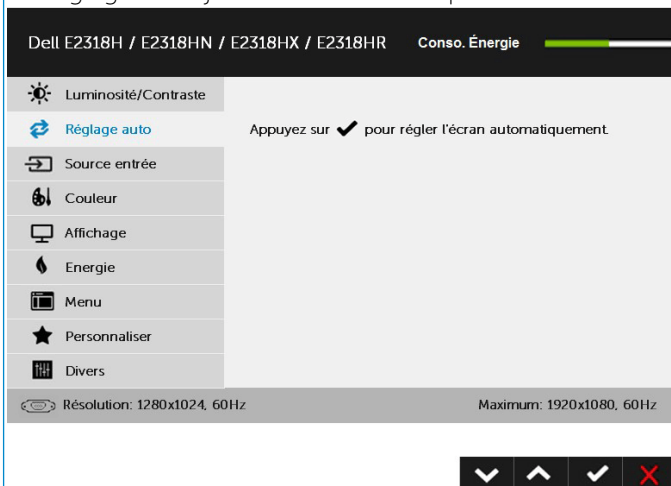 Dell E2318H / E2318HN / E2318HX / E2318HR Conso. Énergie
Luminosité/Contraste
Réglage auto
Appuyez sur ✔ pour régler l'écran automatiquement.
Source entrée
Couleur
Affichage
Energie
Menu
Personnaliser
Divers
Résolution: 1280x1024, 60Hz Maximum: 1920x1080, 60Hz